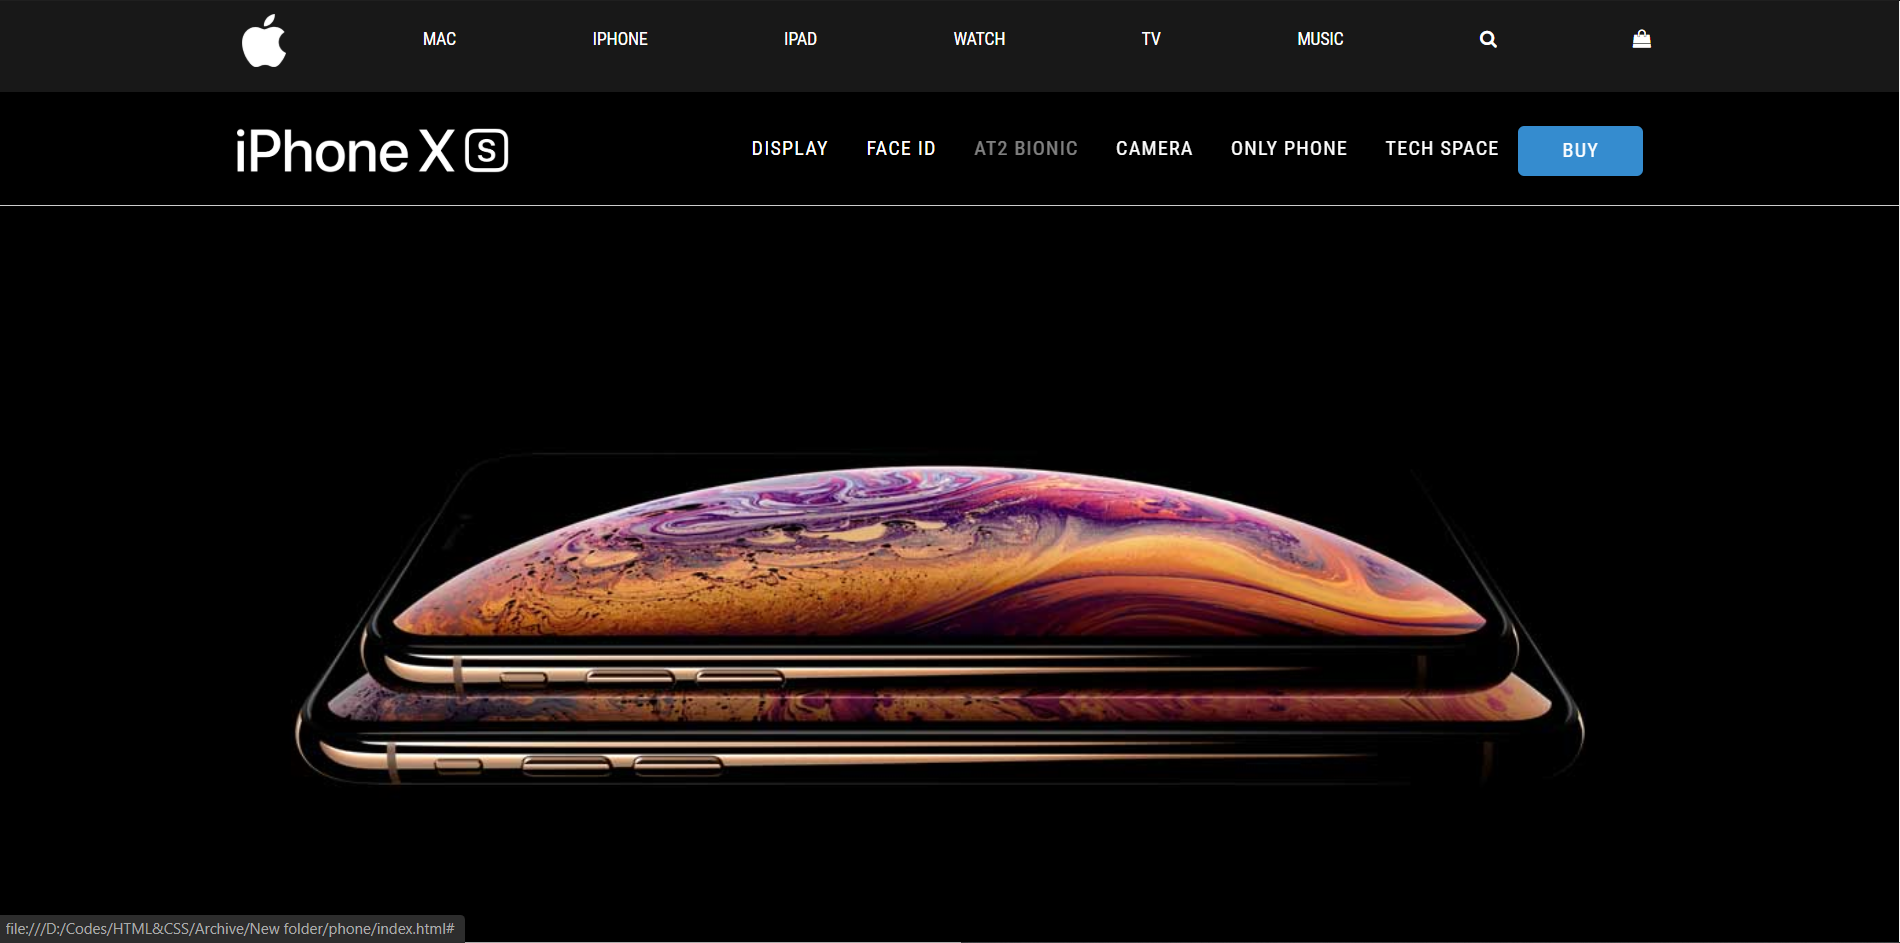 MAC IPHONE IPAD WATCH TV MUSIC
iPhone XS DISPLAY FACE ID AT2 BIONIC CAMERA ONLY PHONE TECH SPACE BUY
file:///D:/Codes/HTML&CSS/Archive/New folder/phone/index.html#